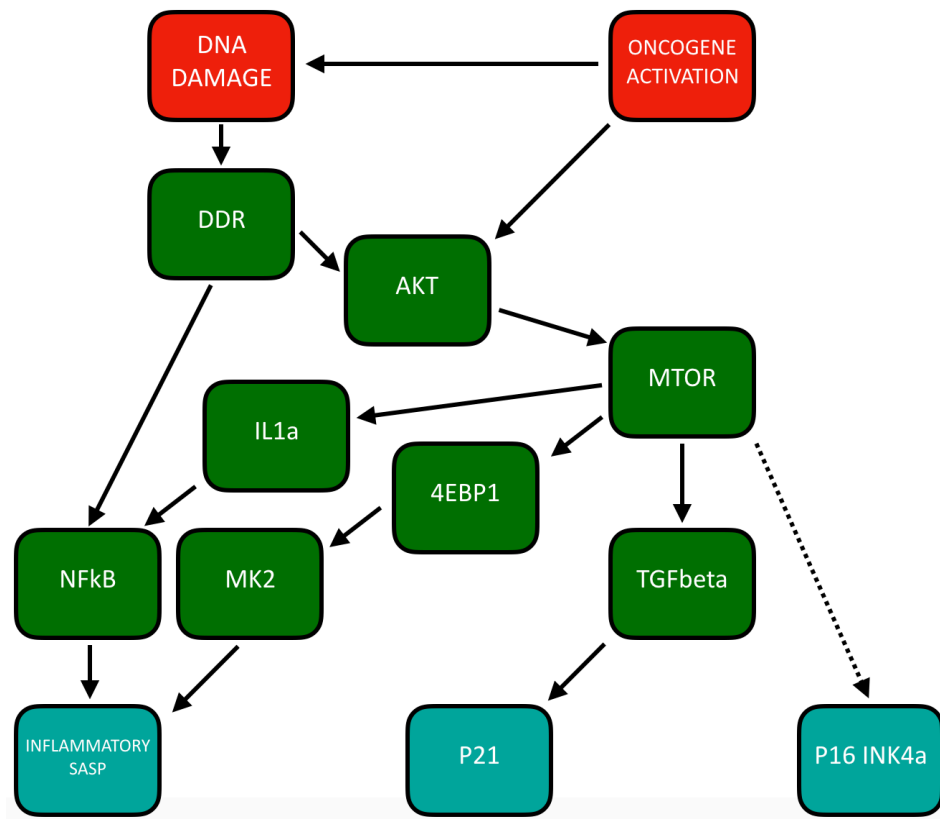 DNA
DAMAGE
ONCOGENE
ACTIVATION
DDR
AKT
MTOR
IL1a
4EBP1
NFkB
MK2
TGFbeta
INFLAMMATORY
SASP
P21
P16 INK4a